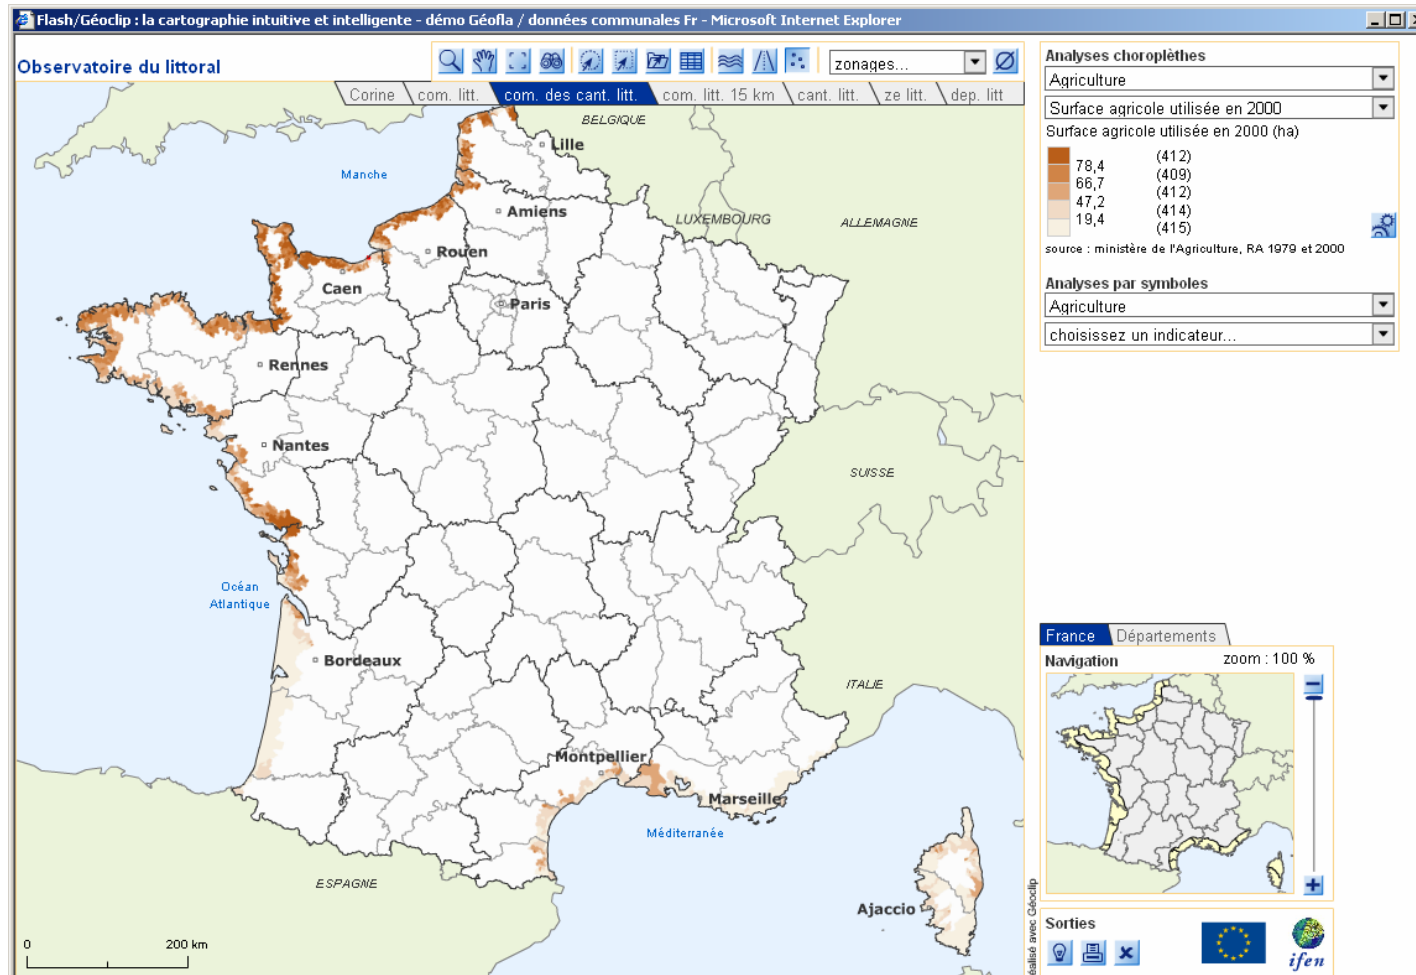 Flash/Géoclip : la cartographie intuitive et intelligente - démo Géofla / données communales Fr - Microsoft Internet Explorer
Observatoire du littoral
zonages...
Corine
com. litt.
com. des cant. litt.
com. litt. 15 km
cant. litt.
ze litt.
dep. litt
BELGIQUE
Lille
Manche
Amiens
LUXEMBOURG
ALLEMAGNE
Rouen
Caen
Paris
Rennes
Nantes
SUISSE
Océan
Atlantique
Bordeaux
ITALIE
Montpellier
Marseille
Méditerranée
ESPAGNE
Ajaccio
0
200 km
réalisé avec Géoclip
Analyses choroplèthes
Agriculture
Surface agricole utilisée en 2000
Surface agricole utilisée en 2000 (ha)
(412)
78,4
(409)
66,7
(412)
47,2
(414)
19,4
(415)
source : ministère de l'Agriculture, RA 1979 et 2000
Analyses par symboles
Agriculture
choisissez un indicateur...
France
Départements
Navigation
zoom : 100 %
Sorties
ifen